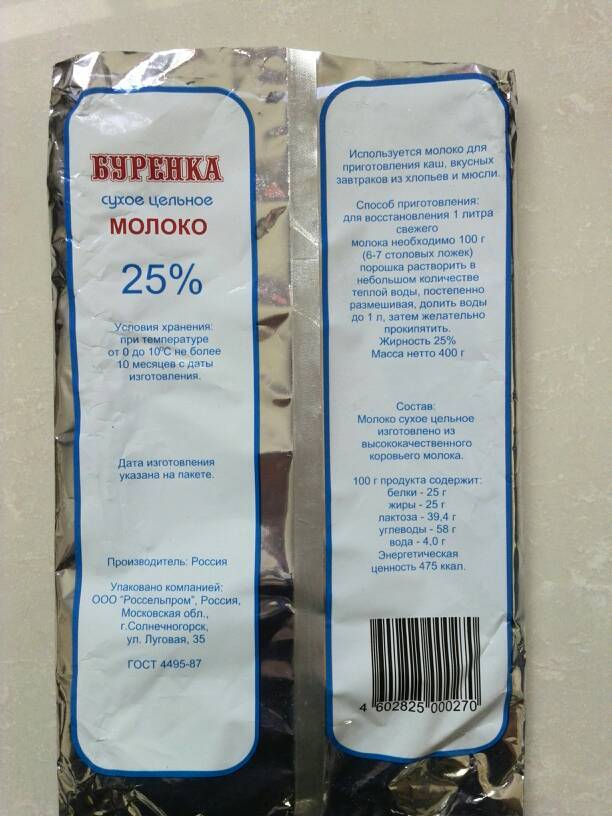 БУРЕНКА
сухое цельное
МОЛОКО
25%
Условия хранения:
при температуре
от 0 до 10⁰С не более
10 месяцев с даты
изготовления.
Дата изготовления
указана на пакете.
Производитель: Россия
Упаковано компанией:
ООО "Россельпром", Россия,
Московская обл.,
г.Солнечногорск,
ул. Луговая, 35
ГОСТ 4495-87
Используется молоко для
приготовления каш, вкусных
завтраков из хлопьев и мюсли.
Способ приготовления:
для восстановления 1 литра
свежего
молока необходимо 100 г
(6-7 столовых ложек)
порошка растворить в
небольшом количестве
теплой воды, постепенно
размешивая, долить воды
до 1 л, затем желательно
прокипятить.
Жирность 25%
Масса нетто 400 г
Состав:
Молоко сухое цельное
изготовлено из
высококачественного
коровьего молока.
100 г продукта содержит:
белки - 25 г
жиры - 25 г
лактоза - 39,4 г
углеводы - 58 г
вода - 4,0 г
Энергетическая
ценность 475 ккал.
4 602825 000270